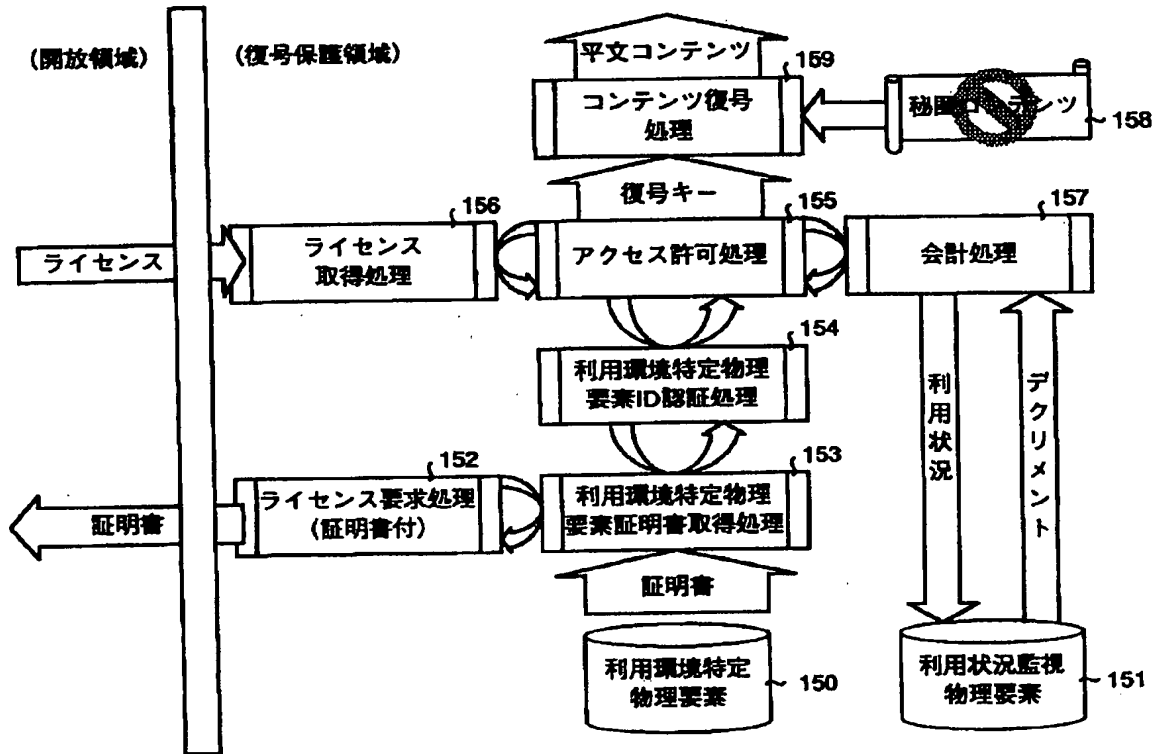 (開放領域)
(復号保護領域)
平文コンテンツ
159
コンテンツ復号
処理
158
復号キー
156
155
157
ライセンス
ライセンス
取得処理
アクセス許可処理
会計処理
154
利用環境特定物理
要素ID認証処理
利用状況
デクリメント
152
153
証明書
ライセンス要求処理
(証明書付)
利用環境特定物理
要素証明書取得処理
証明書
利用環境特定
物理要素
150
利用状況監視
物理要素
151